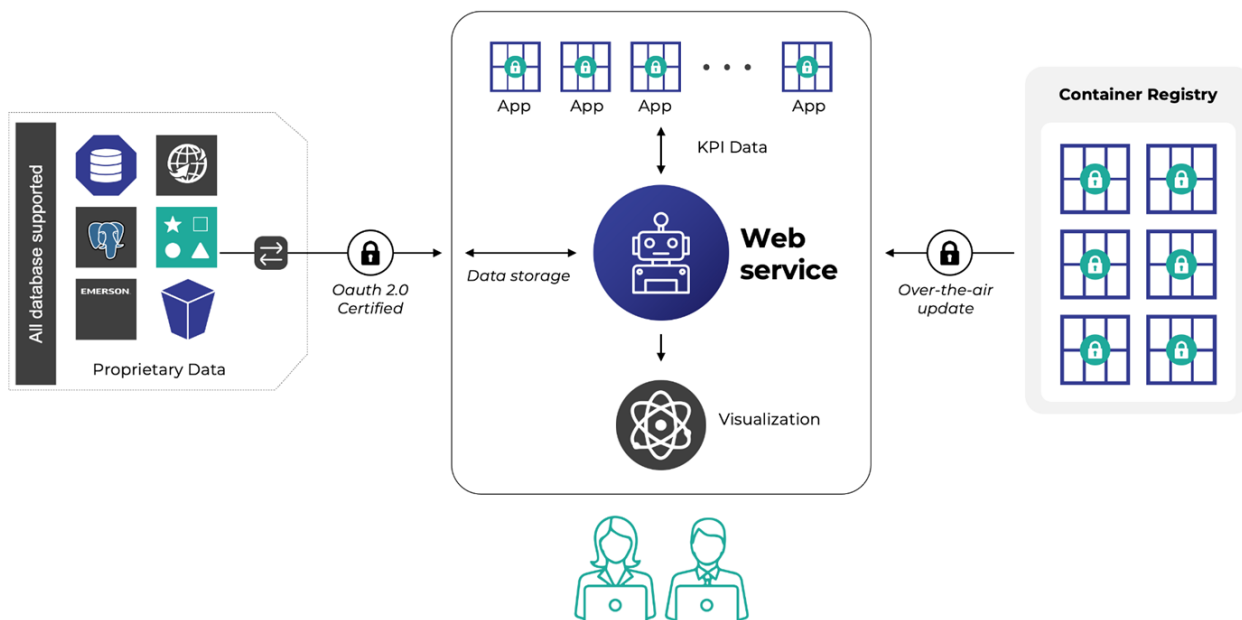 All database supported
EMERSON
Proprietary Data
Oauth 2.0
Certified
App
App
App
App
KPI Data
Data storage
Web
service
Visualization
Over-the-air
update
Container Registry